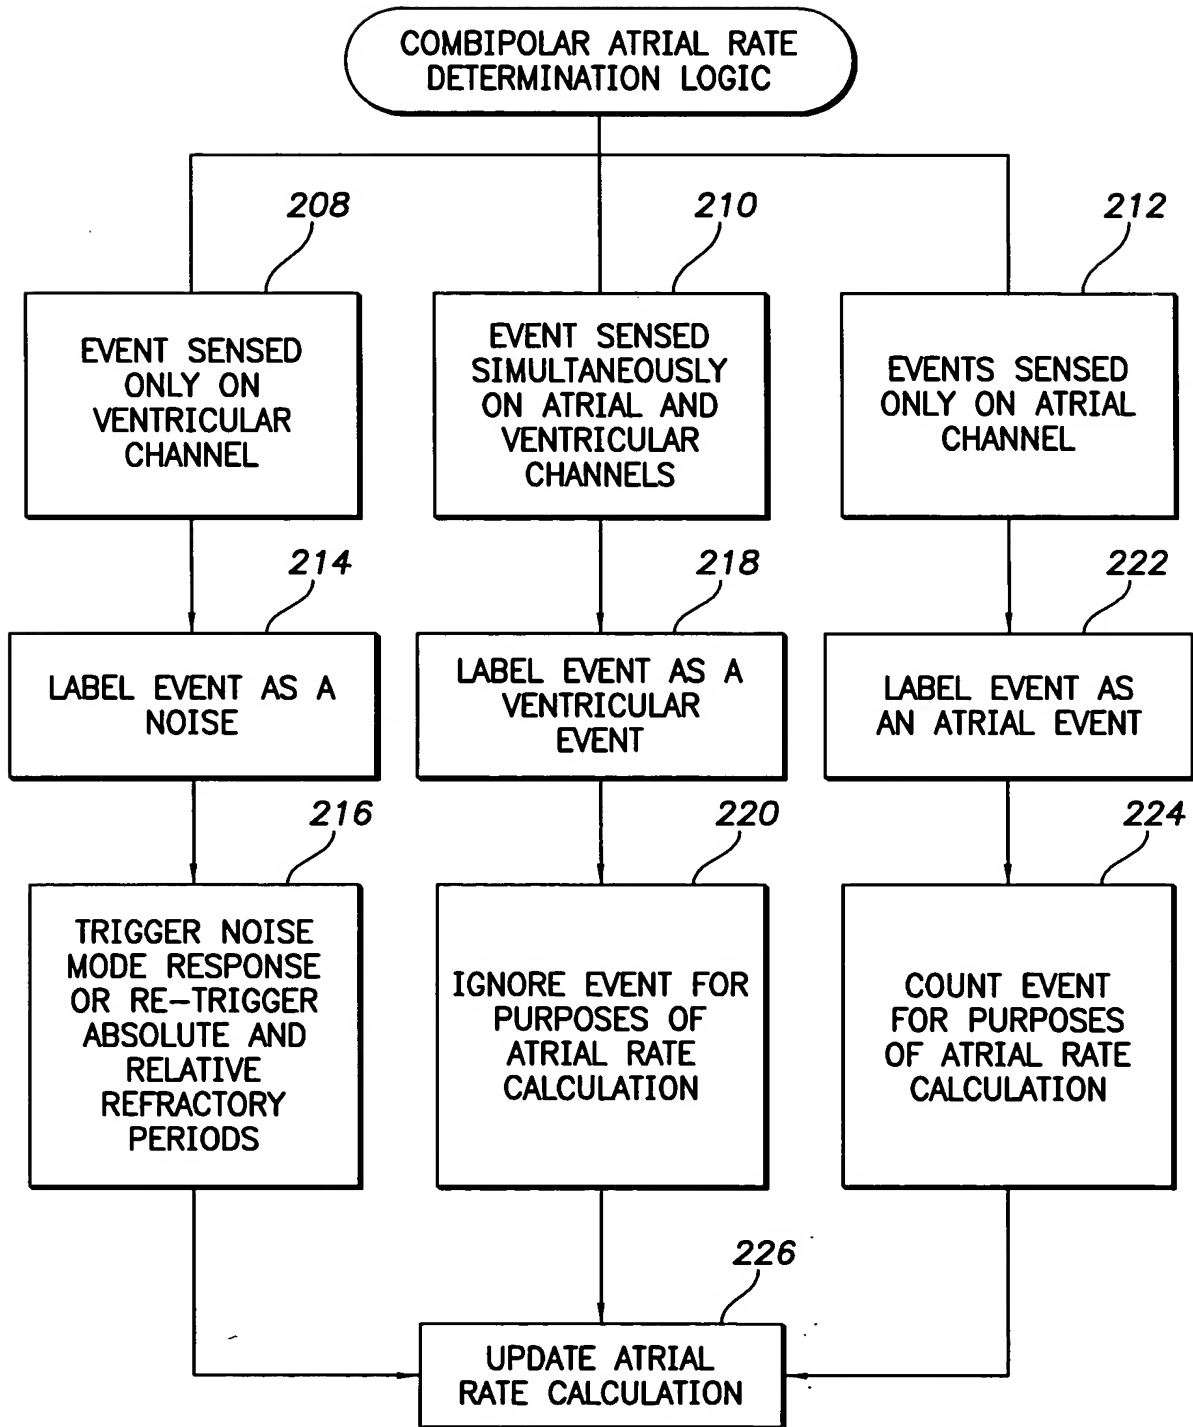 COMBIPOLAR ATRIAL RATE
DETERMINATION LOGIC
208
210
212
EVENT SENSED
ONLY ON
VENTRICULAR
CHANNEL
EVENT SENSED
SIMULTANEOUSLY
ON ATRIAL AND
VENTRICULAR
CHANNELS
EVENTS SENSED
ONLY ON ATRIAL
CHANNEL
214
218
222
LABEL EVENT AS A
NOISE
LABEL EVENT AS A
VENTRICULAR
EVENT
LABEL EVENT AS
AN ATRIAL EVENT
216
220
224
TRIGGER NOISE
MODE RESPONSE
OR RE-TRIGGER
ABSOLUTE AND
RELATIVE
REFRACTORY
PERIODS
IGNORE EVENT FOR
PURPOSES OF
ATRIAL RATE
CALCULATION
COUNT EVENT
FOR PURPOSES
OF ATRIAL RATE
CALCULATION
226
UPDATE ATRIAL
RATE CALCULATION